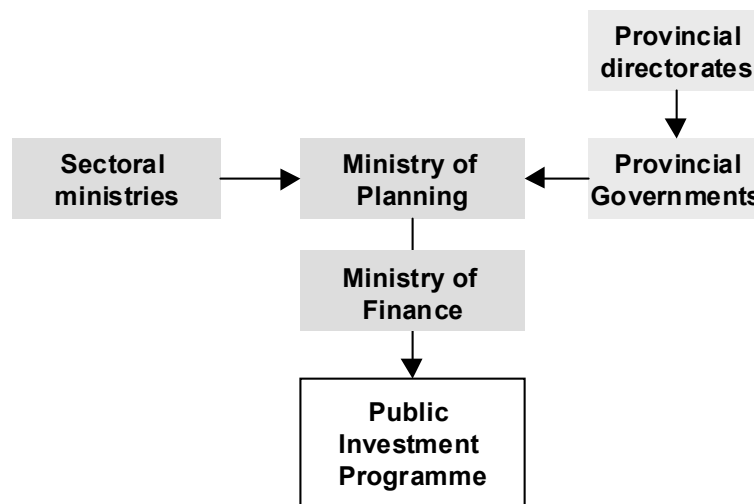 Provincial
directorates
Sectoral
ministries
Ministry of
Planning
Provincial
Governments
Ministry of
Finance
Public
Investment
Programme